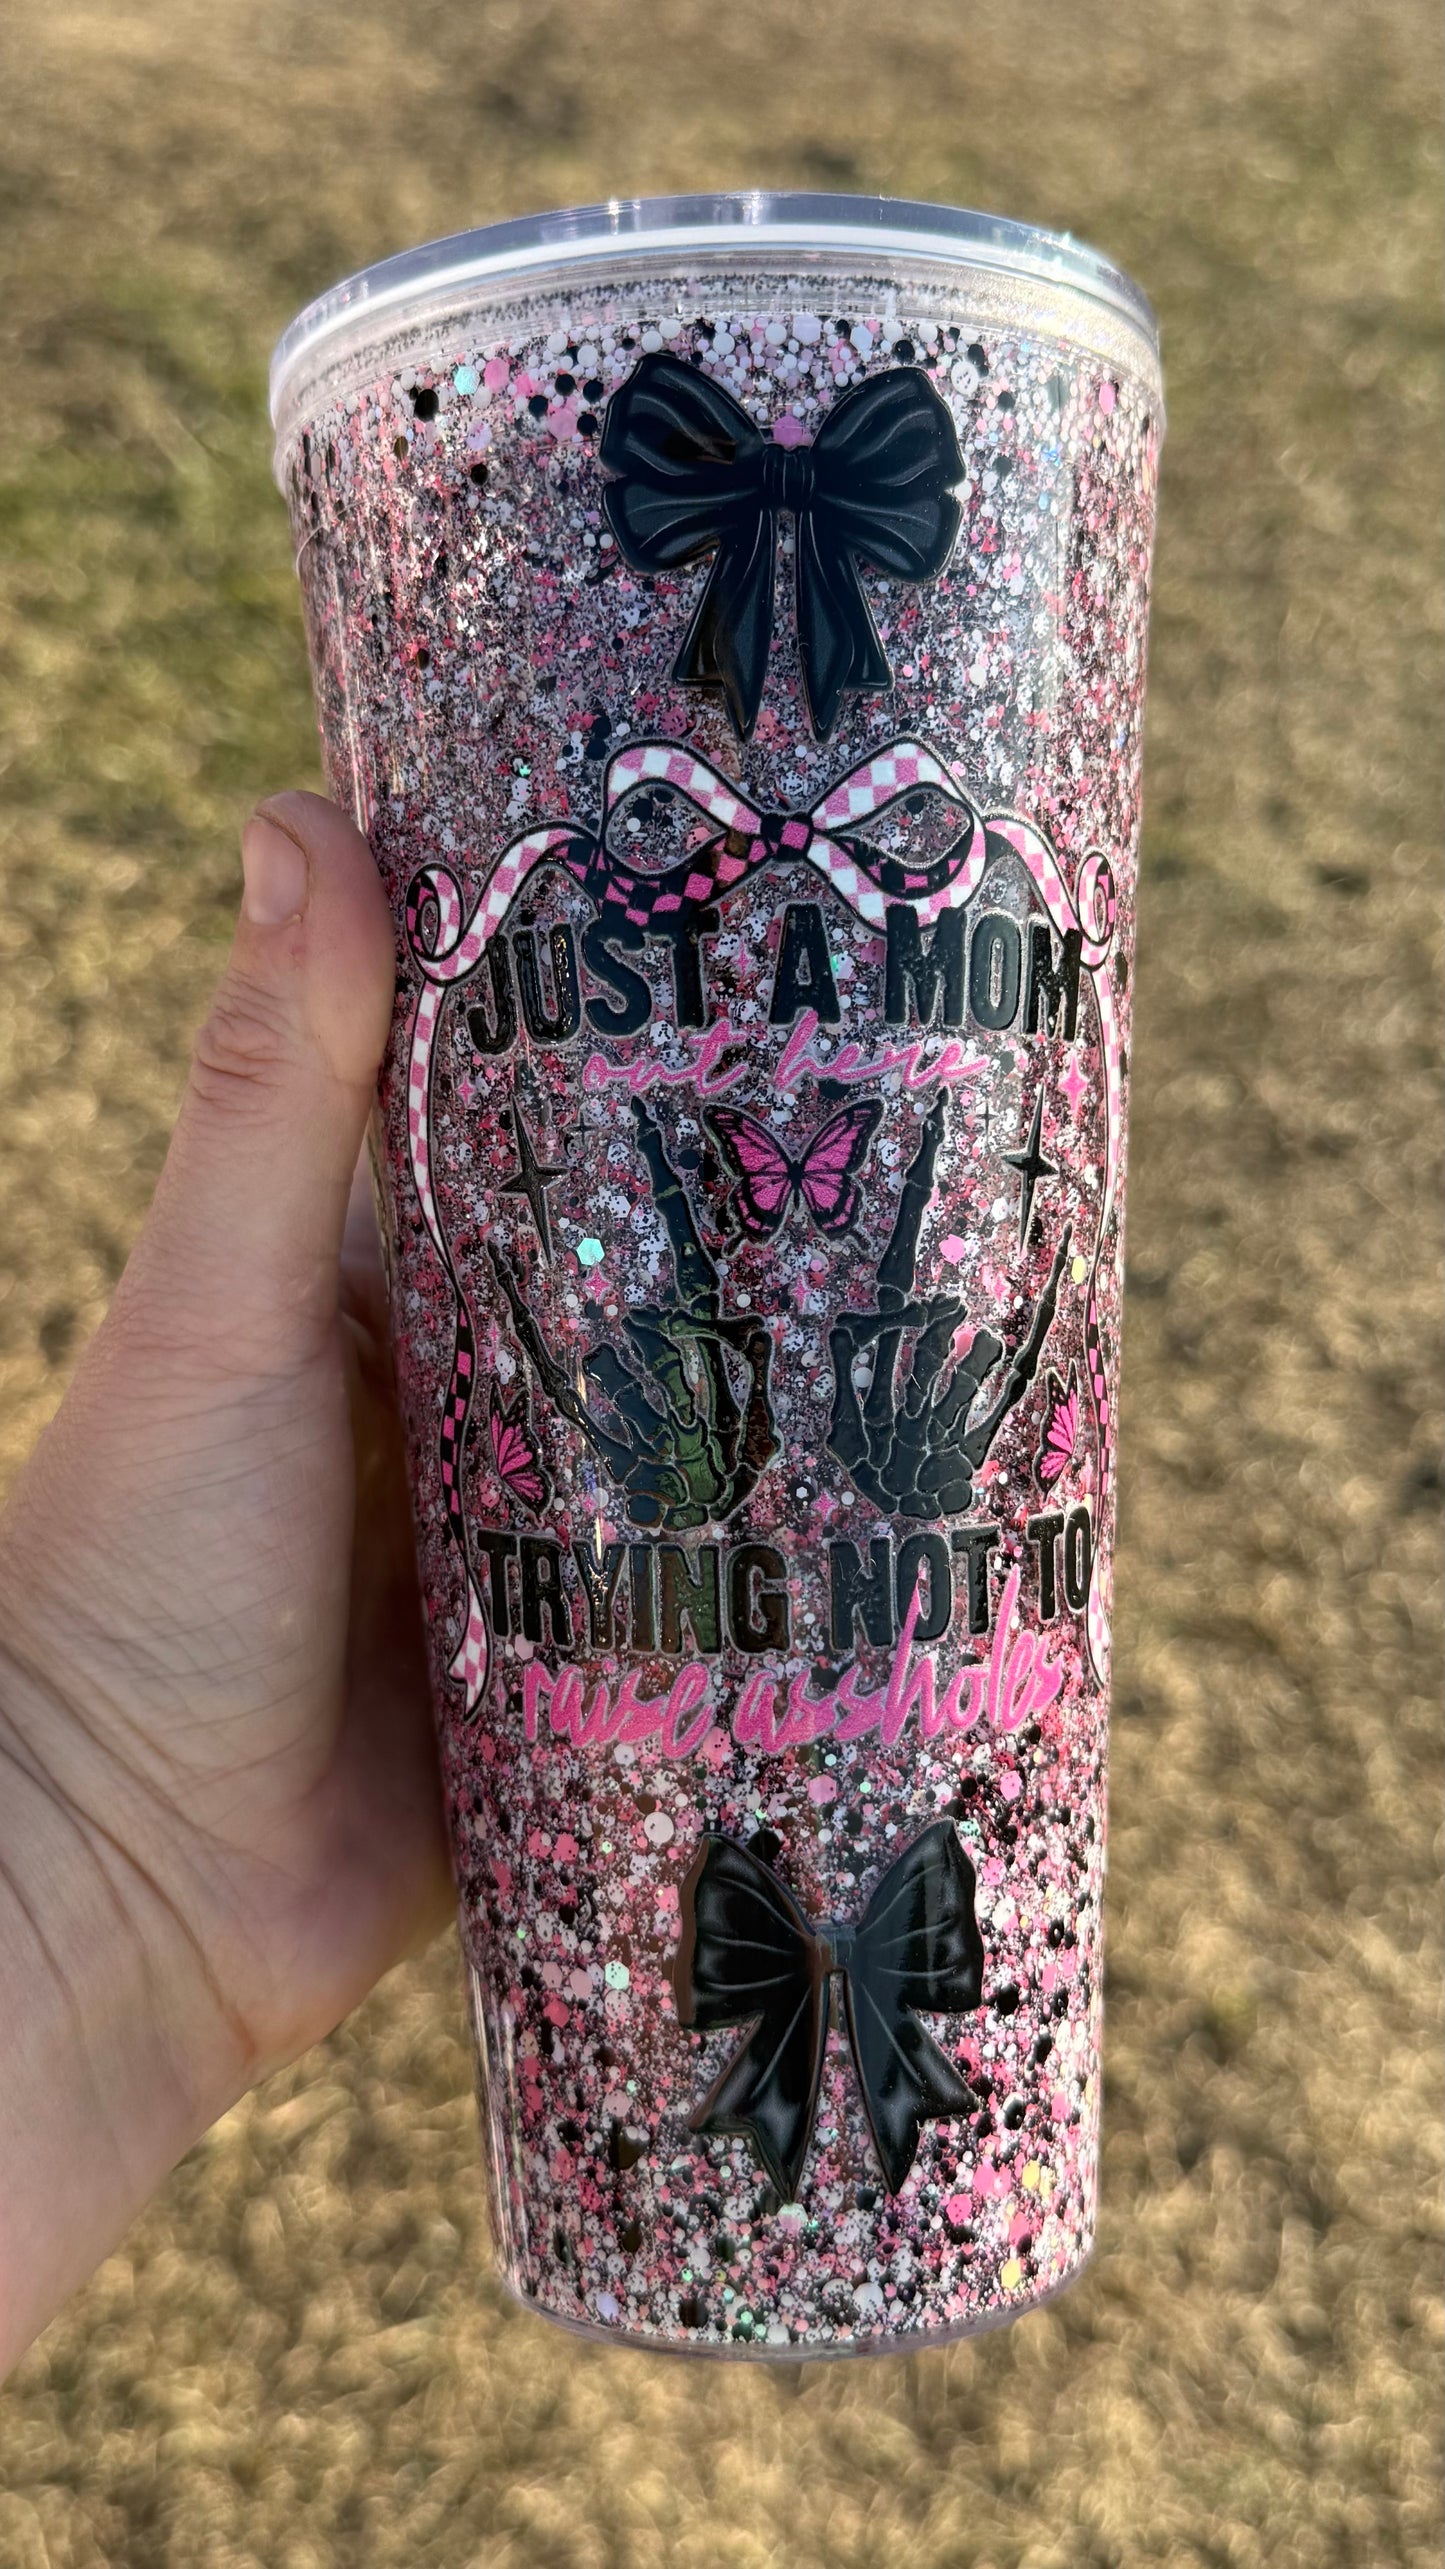 JUST A MOM
out here
TRYING NOT TO
raise assholes